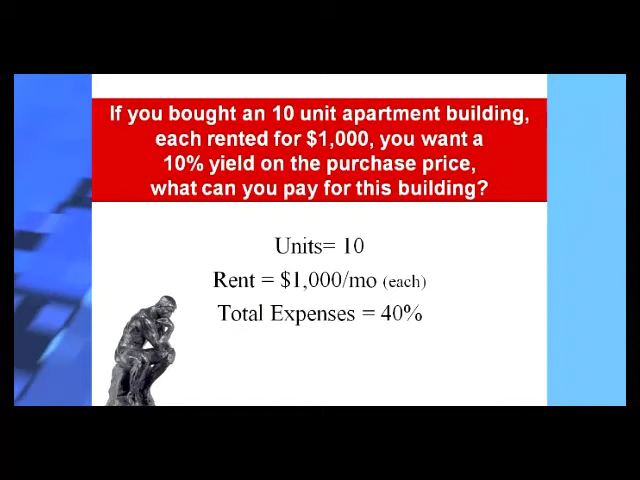 If you bought an 10 unit apartment building,
each rented for $1,000, you want a
10% yield on the purchase price,
what can you pay for this building?
Units= 10
Rent = $1,000/mo (each)
Total Expenses = 40%